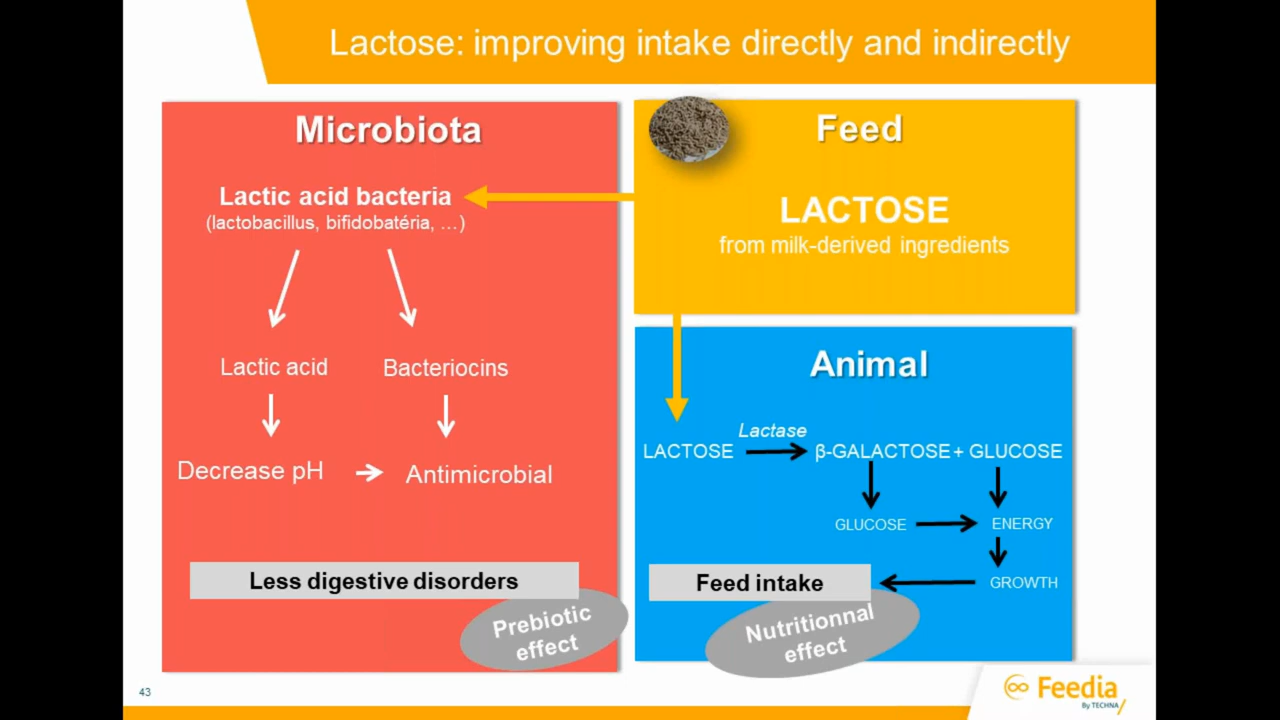 Lactose: improving intake directly and indirectly
Microbiota
Lactic acid bacteria
(lactobacillus, bifidobatéria, ...)
Lactic acid
Bacteriocins
Decrease pH
Antimicrobial
Less digestive disorders
Prebiotic
effect
Feed
LACTOSE
from milk-derived ingredients
Animal
Lactase
LACTOSE
β-GALACTOSE + GLUCOSE
GLUCOSE
ENERGY
Feed intake
GROWTH
Nutritionnal
effect
43
Feedia
By TECHNA